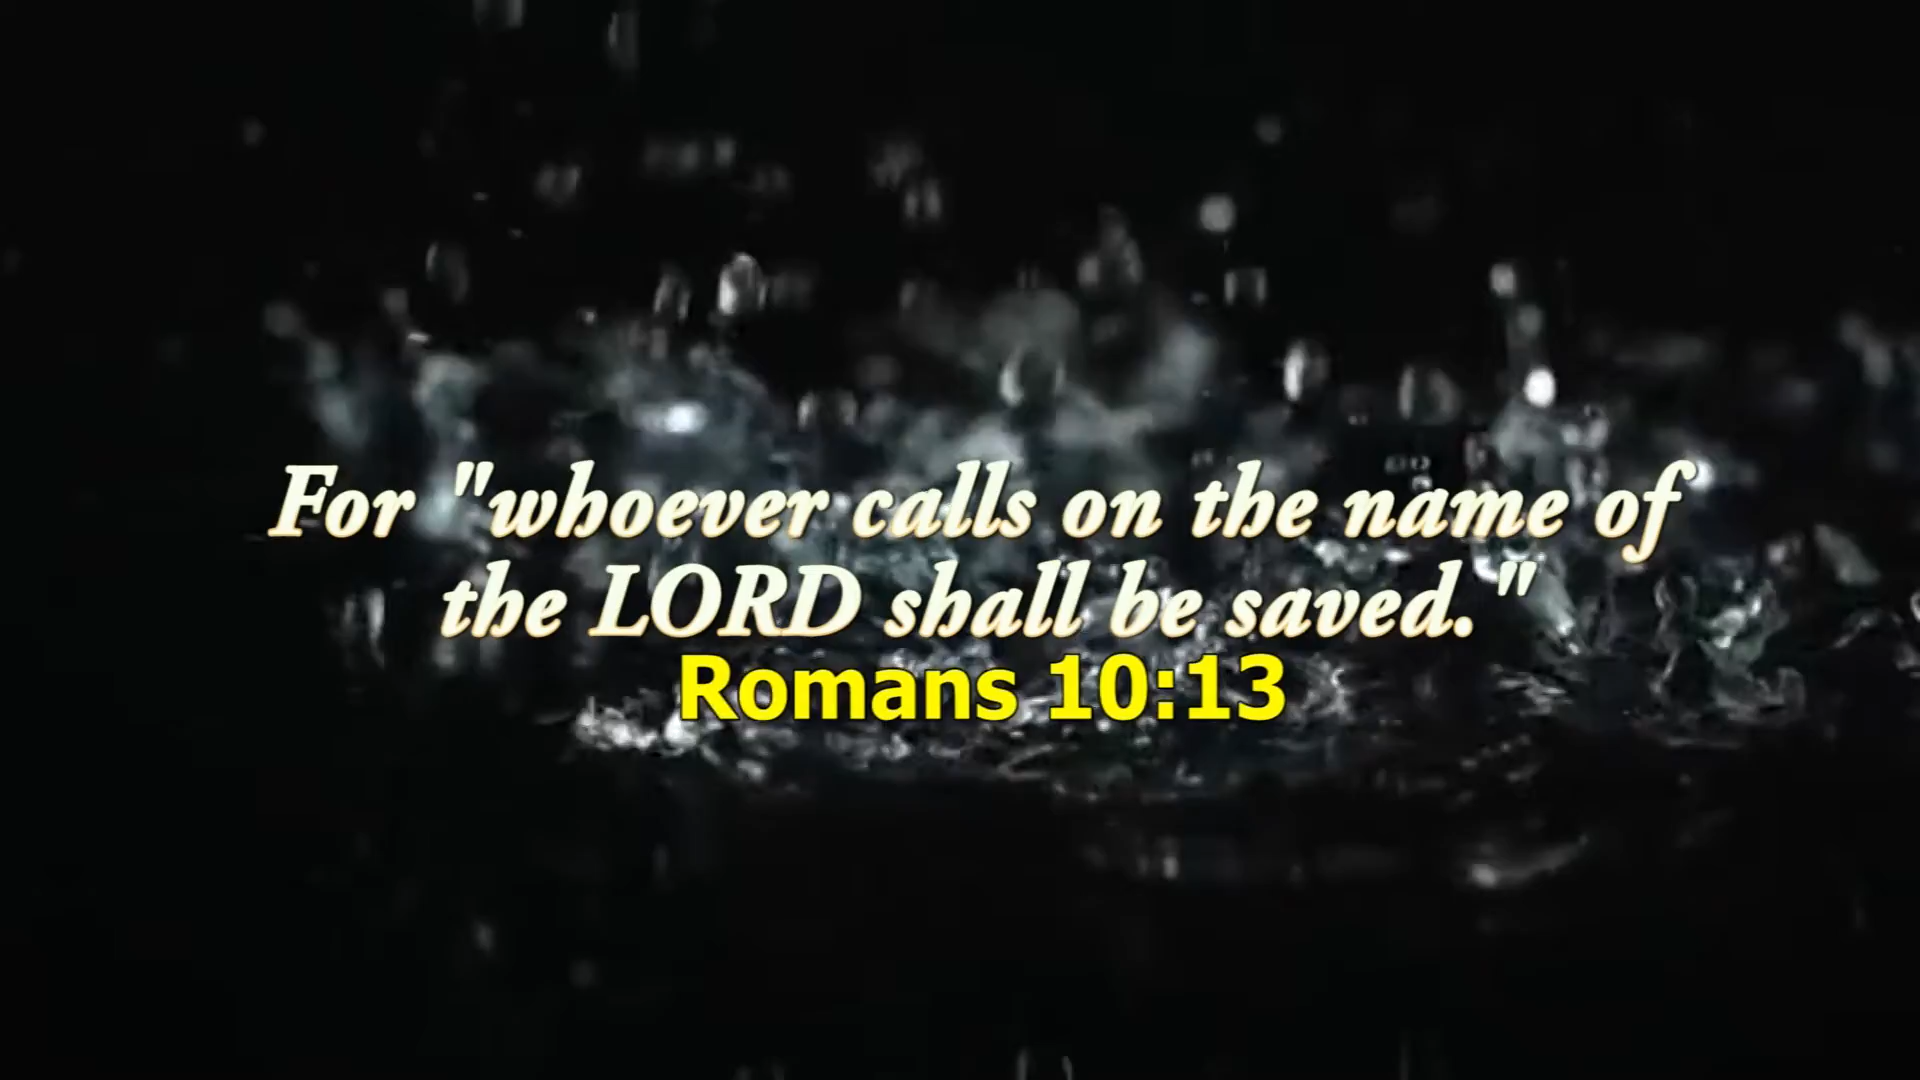 For "whoever calls on the name of
the LORD shall be saved."
Romans 10:13